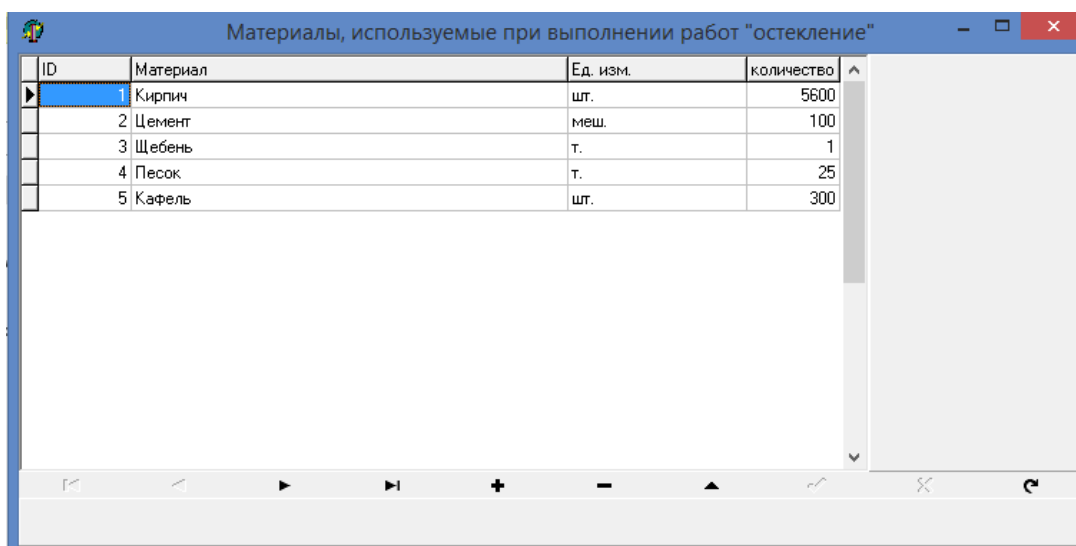 Материалы, используемые при выполнении работ "остекление"
ID Материал Ед. изм. количество
1 Кирпич шт. 5600
2 Цемент меш. 100
3 Щебень т. 1
4 Песок т. 25
5 Кафель шт. 300